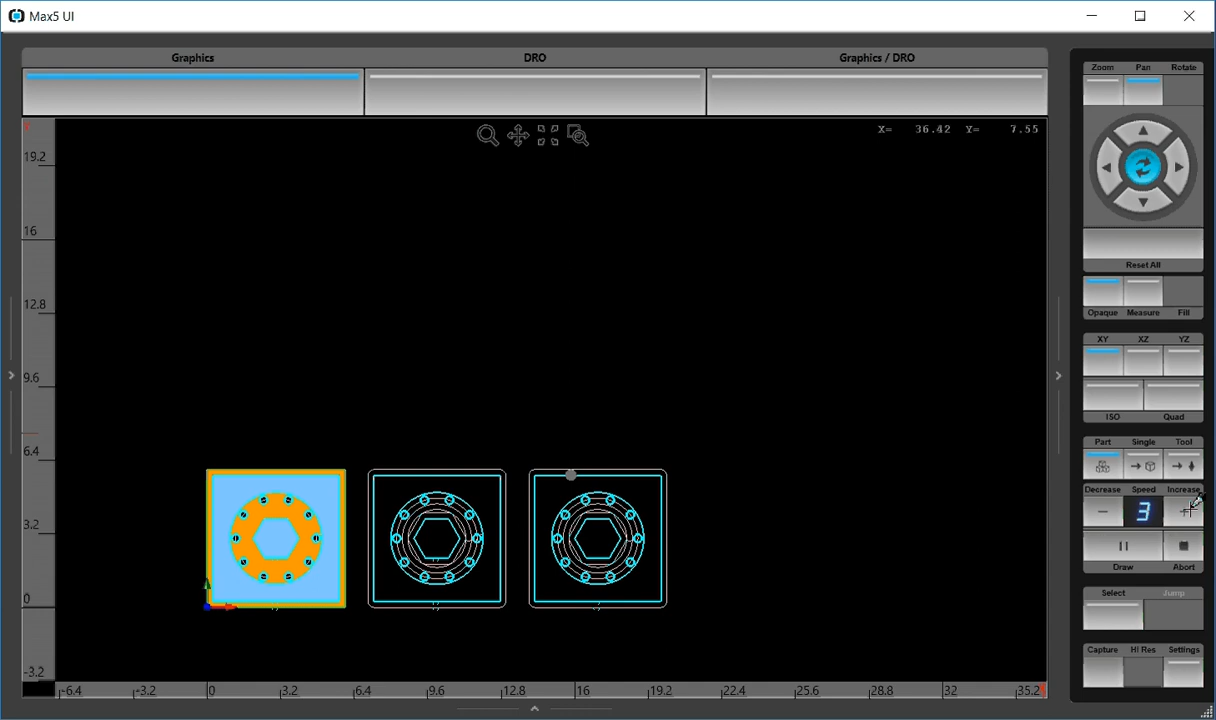 Max5 UI
Graphics DRO Graphics / DRO
X= 36.42 Y= 7.55
19.2
16
12.8
9.6
6.4
3.2
0
-3.2
-6.4 -3.2 0 3.2 6.4 9.6 12.8 16 19.2 22.4 25.6 28.8 32 35.2
Zoom Pan Rotate
Reset All
Opaque Measure Fill
XY XZ YZ
ISO Quad
Part Single Tool
Decrease Speed Increase
3
Draw Abort
Select Jump
Capture Hi Res Settings